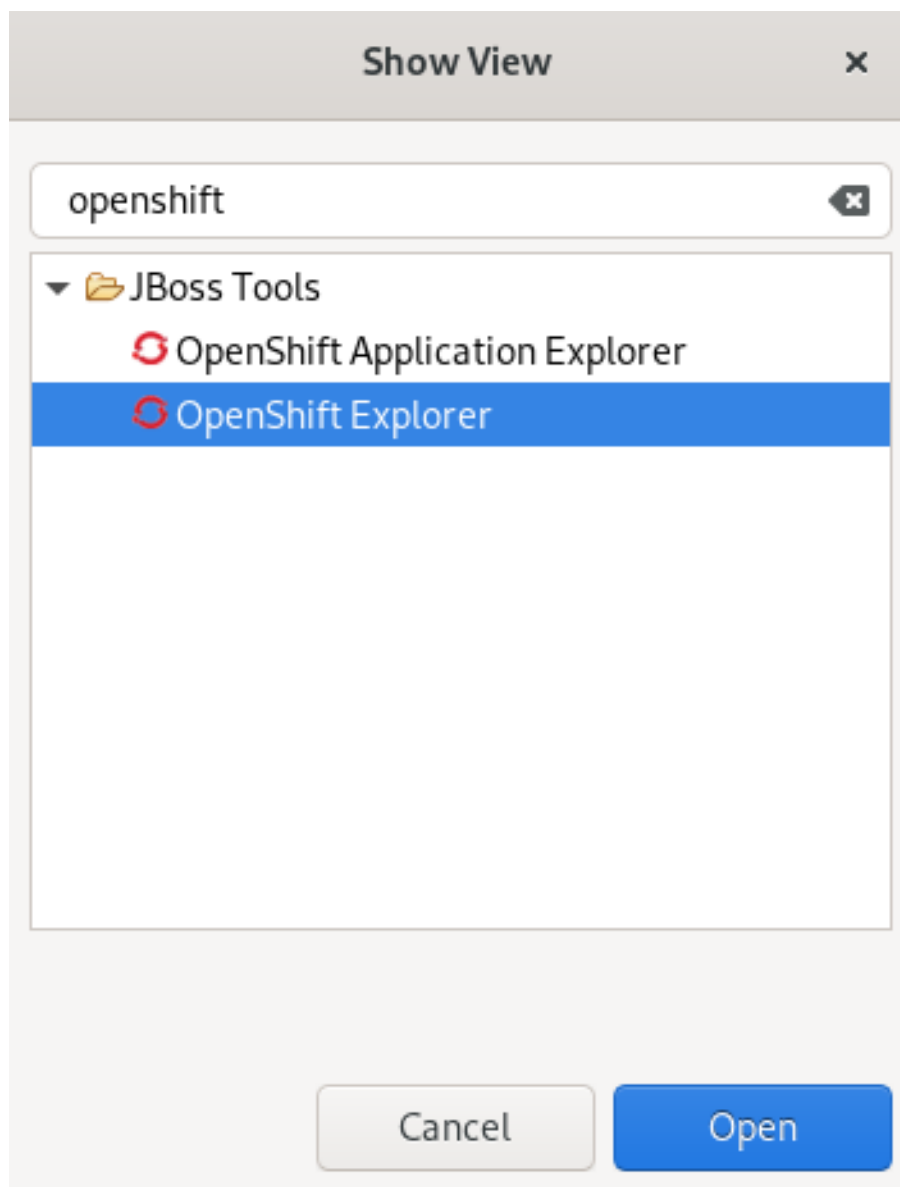 Show View
openshift
JBoss Tools
OpenShift Application Explorer
OpenShift Explorer
Cancel
Open